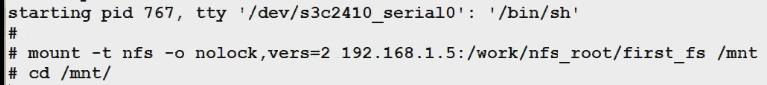 starting pid 767, tty '/dev/s3c2410_serial0': '/bin/sh'
#
# mount -t nfs -o nolock,vers=2 192.168.1.5:/work/nfs_root/first_fs /mnt
# cd /mnt/